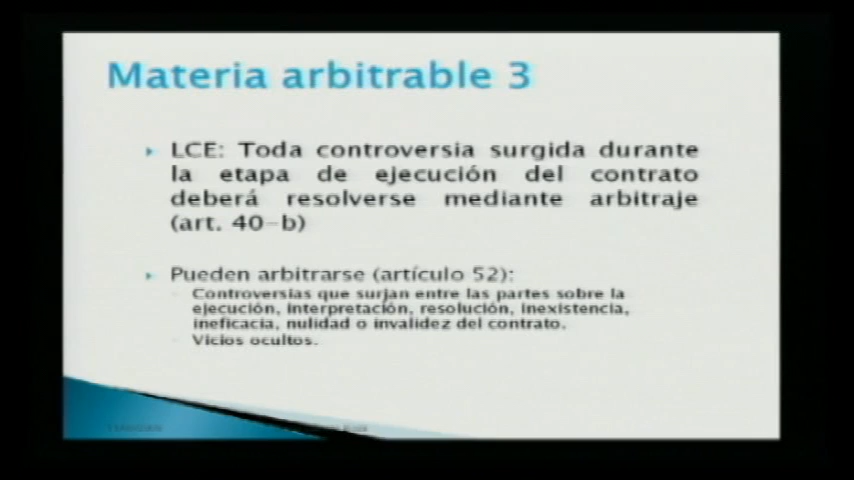 Materia arbitrable 3
LCE: Toda controversia surgida durante
la etapa de ejecución del contrato
deberá resolverse mediante arbitraje
(art. 40-b)
Pueden arbitrarse (artículo 52):
Controversias que surjan entre las partes sobre la
ejecución, interpretación, resolución, inexistencia,
ineficacia, nulidad o invalidez del contrato.
Vicios ocultos.